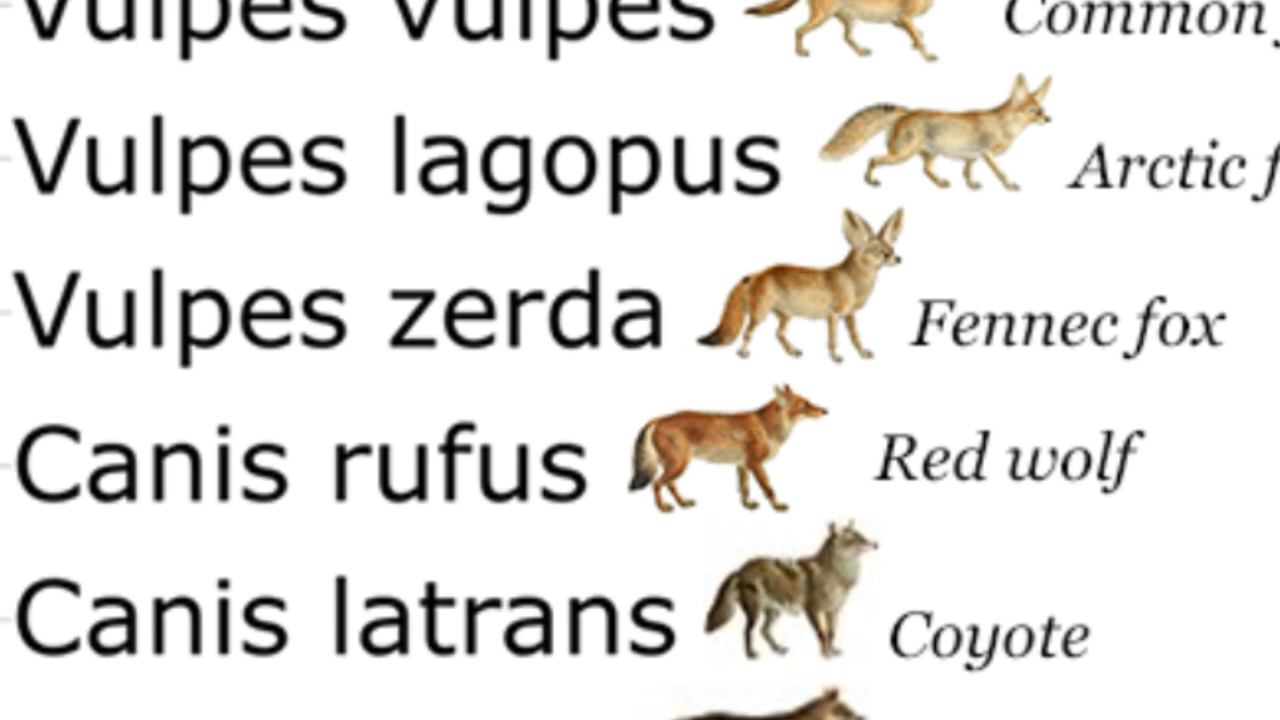 Vulpes vulpes Common
Vulpes lagopus Arctic f
Vulpes zerda Fennec fox
Canis rufus Red wolf
Canis latrans Coyote